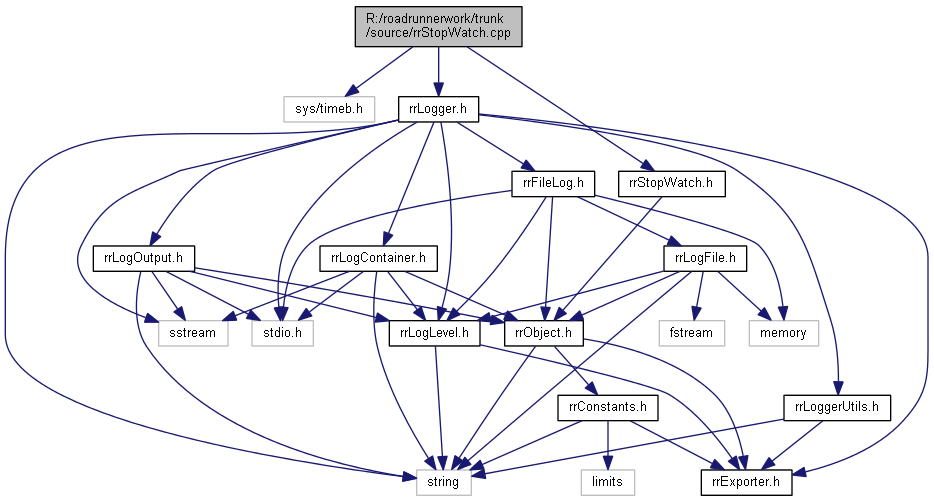 R:/roadrunnerwork/trunk
/source/rrStopWatch.cpp
sys/timeb.h
rrLogger.h
rrFileLog.h
rrStopWatch.h
rrLogOutput.h
rrLogContainer.h
rrLogFile.h
sstream
stdio.h
rrLogLevel.h
rrObject.h
fstream
memory
rrConstants.h
rrLoggerUtils.h
string
limits
rrExporter.h